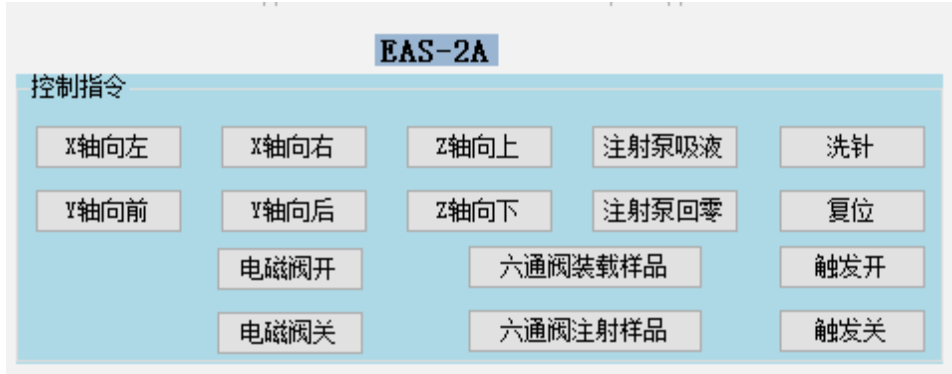 EAS-2A
控制指令
X轴向左 X轴向右 Z轴向上 注射泵吸液 洗针
Y轴向前 Y轴向后 Z轴向下 注射泵回零 复位
电磁阀开 六通阀装载样品 触发开
电磁阀关 六通阀注射样品 触发关